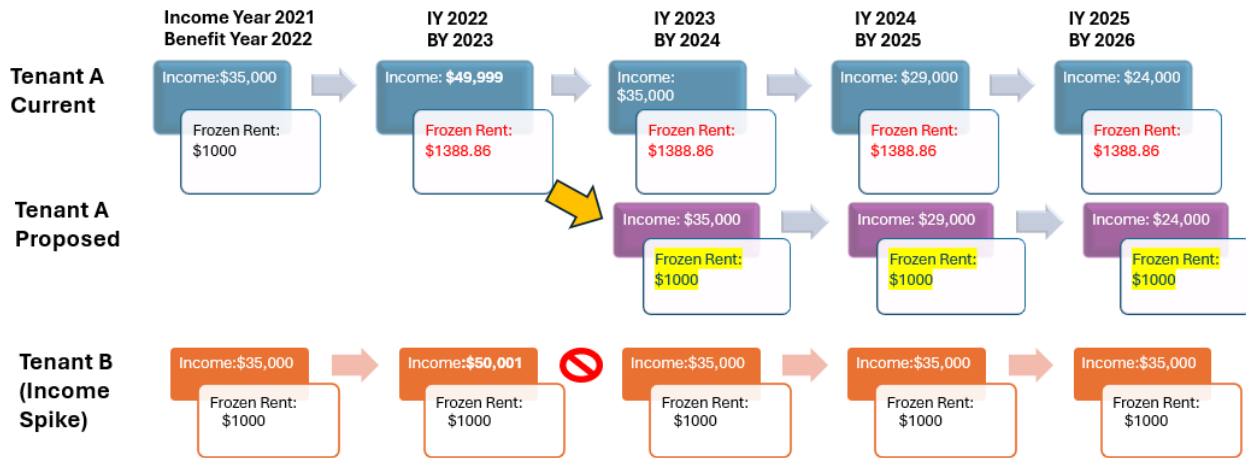 Income Year 2021
Benefit Year 2022
IY 2022
BY 2023
IY 2023
BY 2024
IY 2024
BY 2025
IY 2025
BY 2026
Tenant A
Current
Income:$35,000
Frozen Rent:
$1000
Income: $49,999
Frozen Rent:
$1388.86
Income:
$35,000
Frozen Rent:
$1388.86
Income: $29,000
Frozen Rent:
$1388.86
Income: $24,000
Frozen Rent:
$1388.86
Tenant A
Proposed
Income: $35,000
Frozen Rent:
$1000
Income: $29,000
Frozen Rent:
$1000
Income: $24,000
Frozen Rent:
$1000
Tenant B
(Income
Spike)
Income:$35,000
Frozen Rent:
$1000
Income:$50,001
Frozen Rent:
$1000
Income:$35,000
Frozen Rent:
$1000
Income:$35,000
Frozen Rent:
$1000
Income:$35,000
Frozen Rent:
$1000